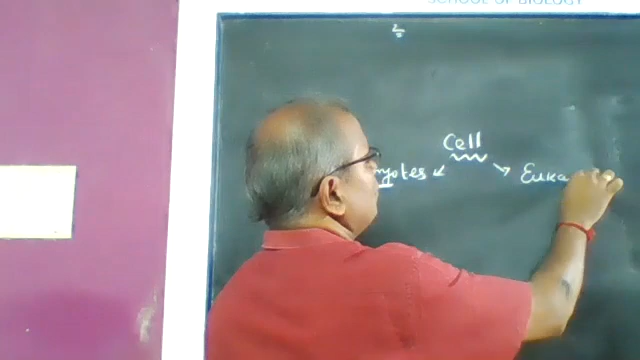 SCHOOL OF BIOLOGY
Cell
yotes ↙ ↘ Euka